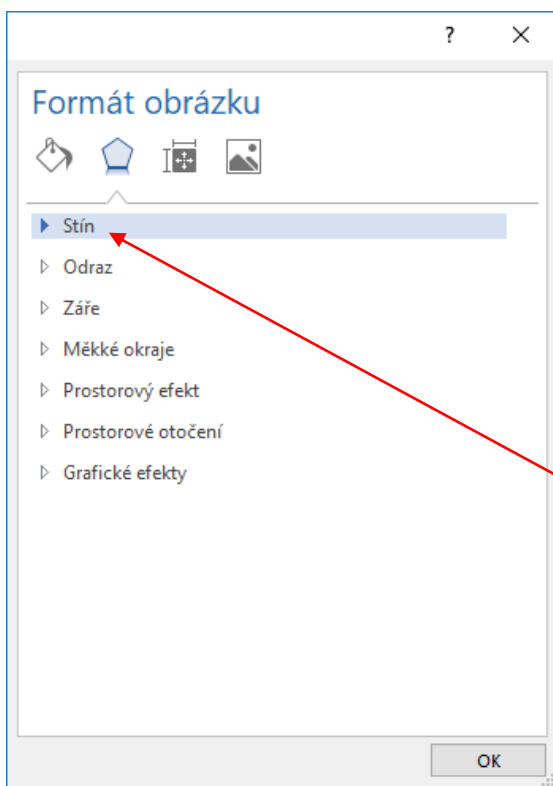 ?
Formát obrázku
Stín
Odraz
Záře
Měkké okraje
Prostorový efekt
Prostorové otočení
Grafické efekty
OK